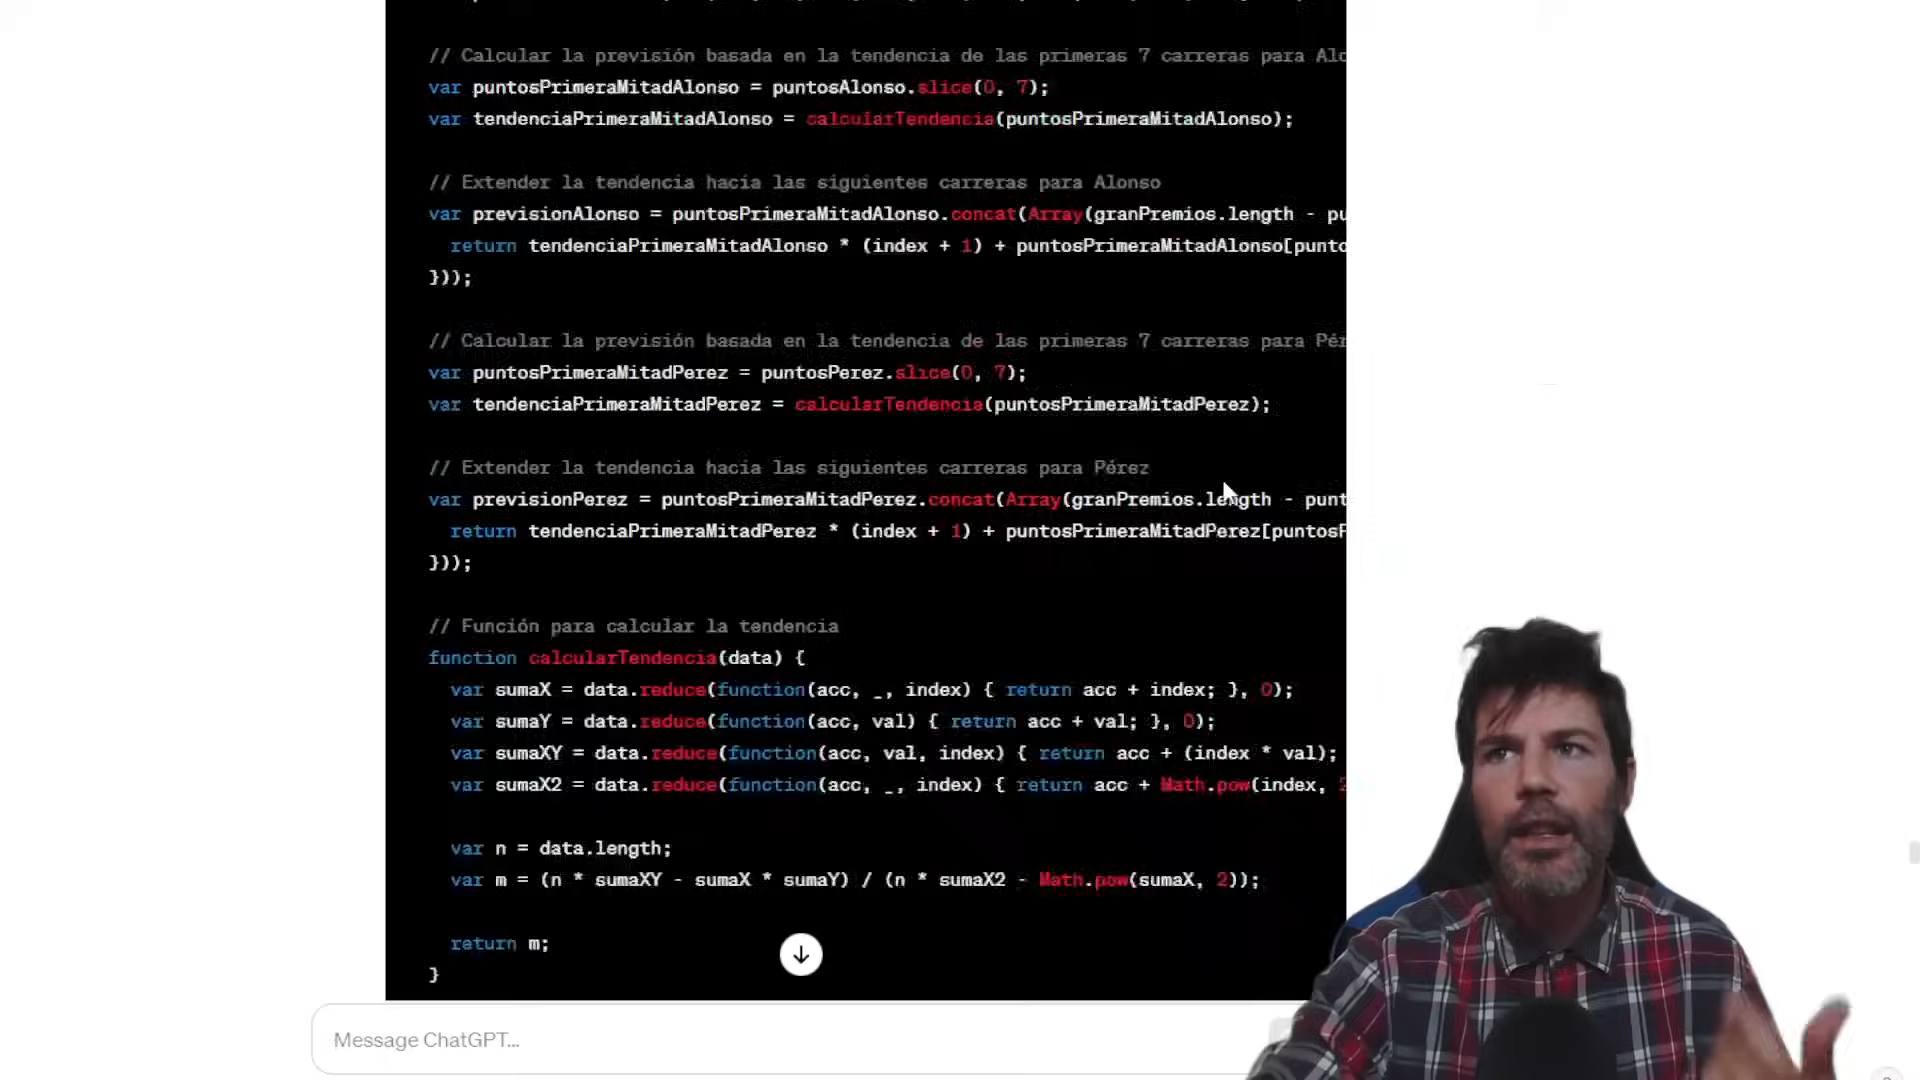 // Calcular la previsión basada en la tendencia de las primeras 7 carreras para Alo
var puntosPrimeraMitadAlonso = puntosAlonso.slice(0, 7);
var tendenciaPrimeraMitadAlonso = calcularTendencia(puntosPrimeraMitadAlonso);
// Extender la tendencia hacia las siguientes carreras para Alonso
var previsionAlonso = puntosPrimeraMitadAlonso.concat(Array(granPremios.length - pu
return tendenciaPrimeraMitadAlonso * (index + 1) + puntosPrimeraMitadAlonso[punto
}));
// Calcular la previsión basada en la tendencia de las primeras 7 carreras para Pér
var puntosPrimeraMitadPerez = puntosPerez.slice(0, 7);
var tendenciaPrimeraMitadPerez = calcularTendencia(puntosPrimeraMitadPerez);
// Extender la tendencia hacia las siguientes carreras para Pérez
var previsionPerez = puntosPrimeraMitadPerez.concat(Array(granPremios.length - punt
return tendenciaPrimeraMitadPerez * (index + 1) + puntosPrimeraMitadPerez[puntosP
}));
// Función para calcular la tendencia
function calcularTendencia(data) {
var sumaX = data.reduce(function(acc, _, index) { return acc + index; }, 0);
var sumaY = data.reduce(function(acc, val) { return acc + val; }, 0);
var sumaXY = data.reduce(function(acc, val, index) { return acc + (index * val);
var sumaX2 = data.reduce(function(acc, _, index) { return acc + Math.pow(index, 2
var n = data.length;
var m = (n * sumaXY - sumaX * sumaY) / (n * sumaX2 - Math.pow(sumaX, 2));
return m;
}
Message ChatGPT...